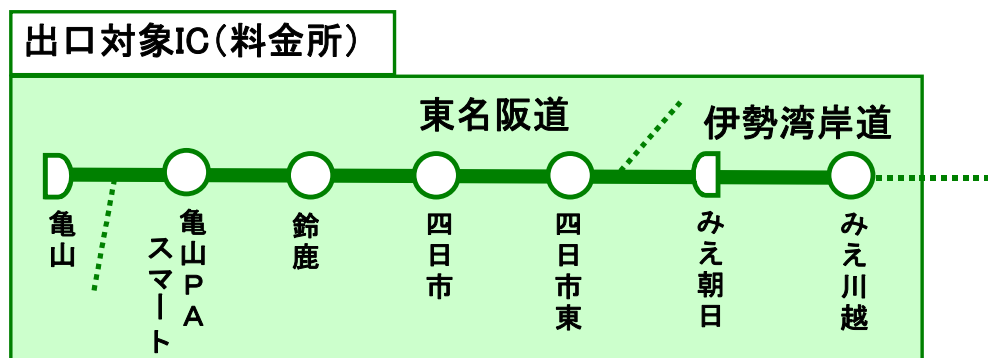 出口対象IC（料金所）
東名阪道
伊勢湾岸道
亀山
亀山ＰＡ
スマート
鈴鹿
四日市
四日市東
みえ朝日
みえ川越